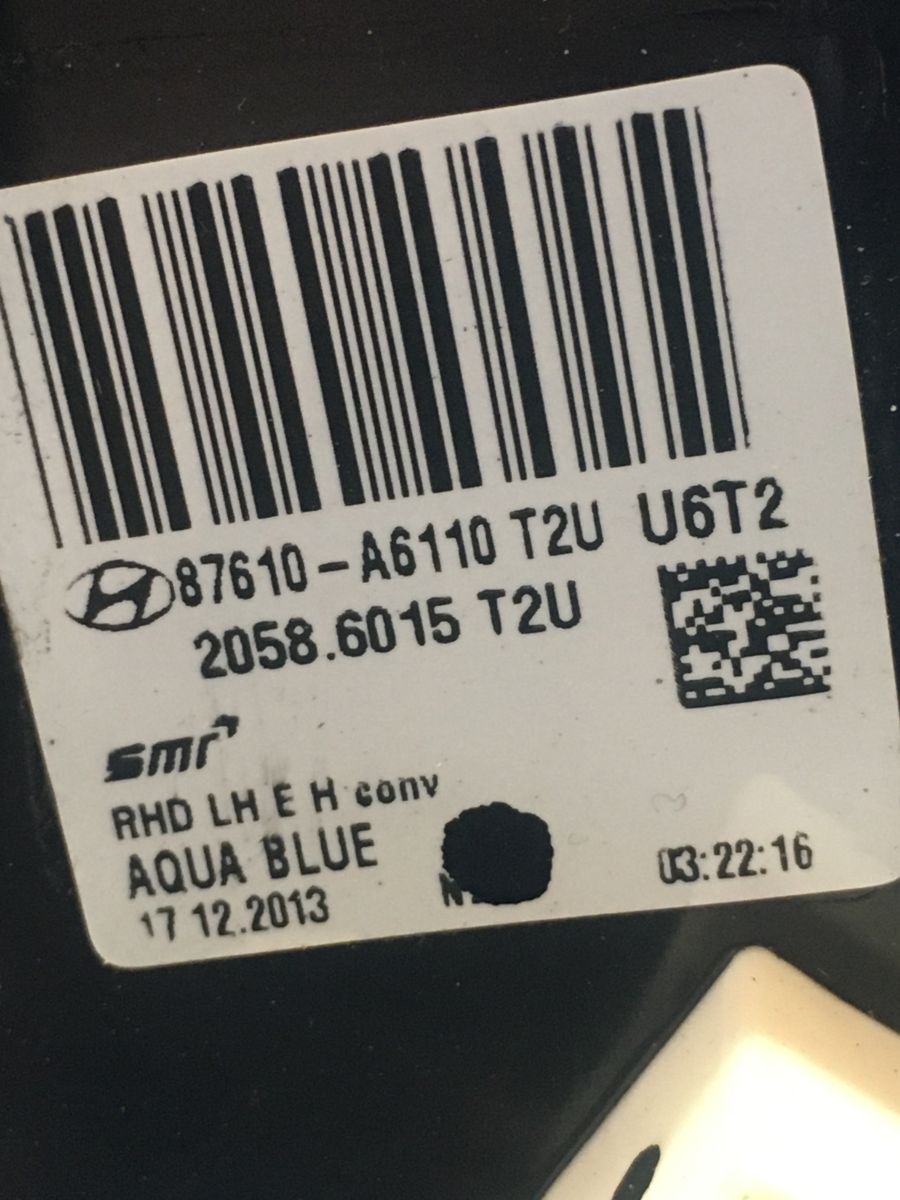 87610-A6110 T2U U6T2
2058.6015 T2U
smr
RHD LH E H conv
AQUA BLUE
17 12.2013
03:22:16